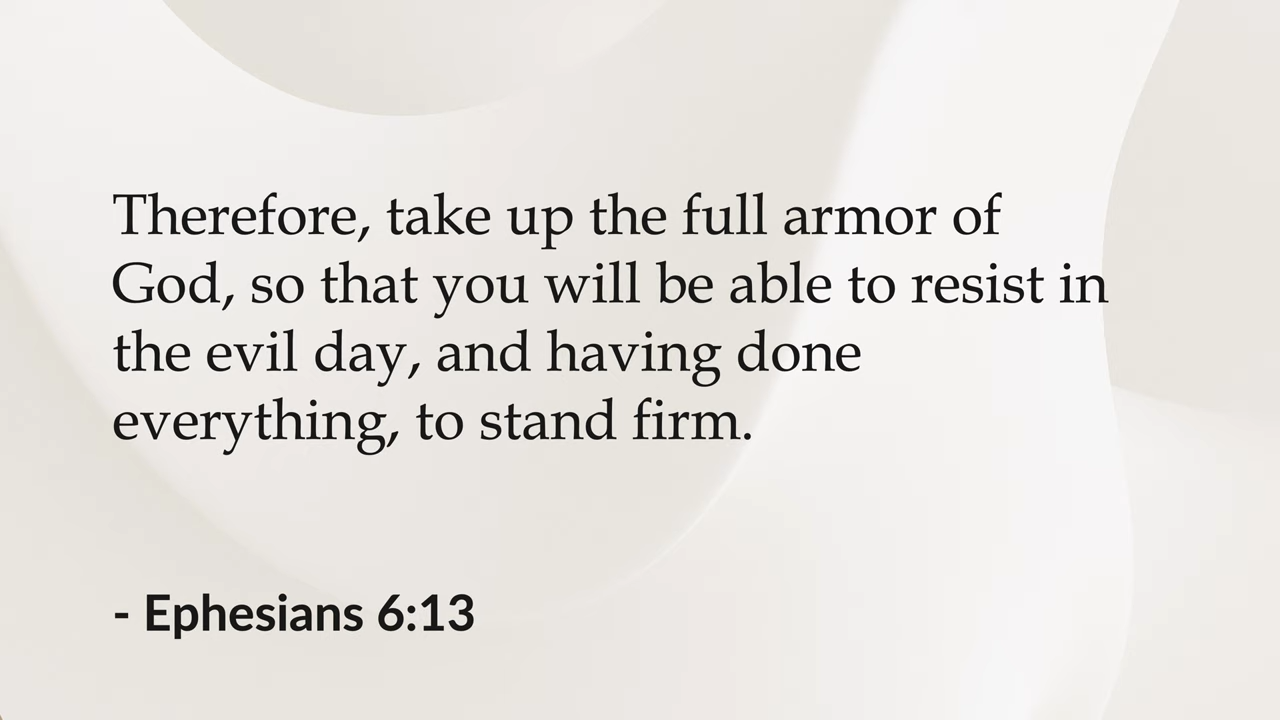 Therefore, take up the full armor of
God, so that you will be able to resist in
the evil day, and having done
everything, to stand firm.
- Ephesians 6:13